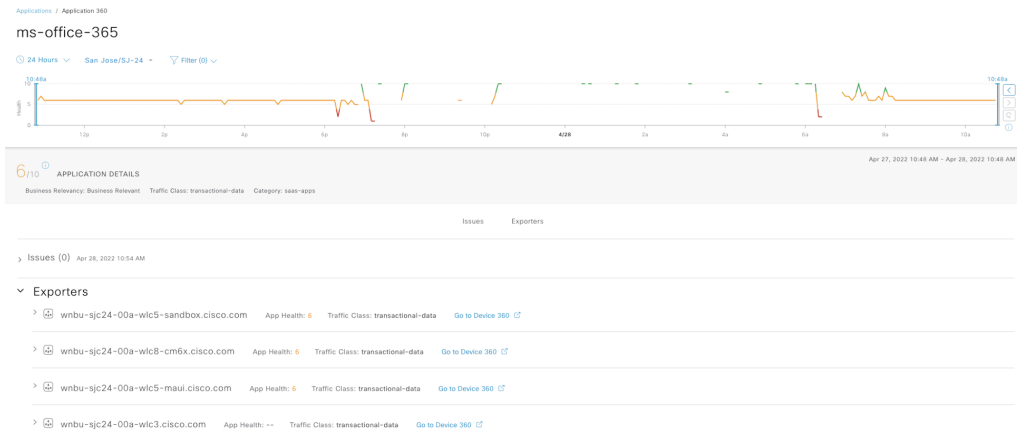 Applications / Application 360
ms-office-365
24 Hours San Jose/SJ-24 Filter (0)
10:48a 10:48a
10
5
0
Health
12p 2p 4p 6p 8p 10p 4/28 2a 4a 6a 8a 10a
Apr 27, 2022 10:48 AM - Apr 28, 2022 10:48 AM
6/10 APPLICATION DETAILS
Business Relevancy: Business Relevant Traffic Class: transactional-data Category: saas-apps
Issues Exporters
Issues (0) Apr 28, 2022 10:54 AM
Exporters
wnbu-sjc24-00a-wlc5-sandbox.cisco.com App Health: 6 Traffic Class: transactional-data Go to Device 360
wnbu-sjc24-00a-wlc8-cm6x.cisco.com App Health: 6 Traffic Class: transactional-data Go to Device 360
wnbu-sjc24-00a-wlc5-maui.cisco.com App Health: 6 Traffic Class: transactional-data Go to Device 360
wnbu-sjc24-00a-wlc3.cisco.com App Health: -- Traffic Class: transactional-data Go to Device 360